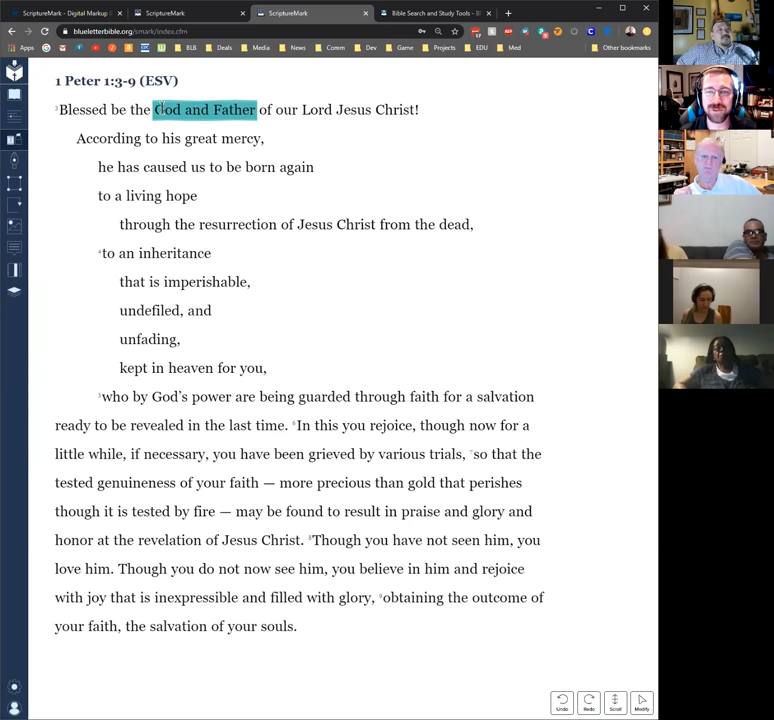 ScriptureMark - Digital Markup
ScriptureMark
ScriptureMark
Bible Search and Study Tools - Bl
blueletterbible.org/smark/index.cfm
Apps
BLB
Deals
Media
News
Comm
Dev
Game
Projects
EDU
Med
Other bookmarks
1 Peter 1:3-9 (ESV)
3Blessed be the God and Father of our Lord Jesus Christ!
According to his great mercy,
he has caused us to be born again
to a living hope
through the resurrection of Jesus Christ from the dead,
4to an inheritance
that is imperishable,
undefiled, and
unfading,
kept in heaven for you,
5who by God’s power are being guarded through faith for a salvation
ready to be revealed in the last time. 6In this you rejoice, though now for a
little while, if necessary, you have been grieved by various trials, 7so that the
tested genuineness of your faith — more precious than gold that perishes
though it is tested by fire — may be found to result in praise and glory and
honor at the revelation of Jesus Christ. 8Though you have not seen him, you
love him. Though you do not now see him, you believe in him and rejoice
with joy that is inexpressible and filled with glory, 9obtaining the outcome of
your faith, the salvation of your souls.
Undo
Redo
Scroll
Modify